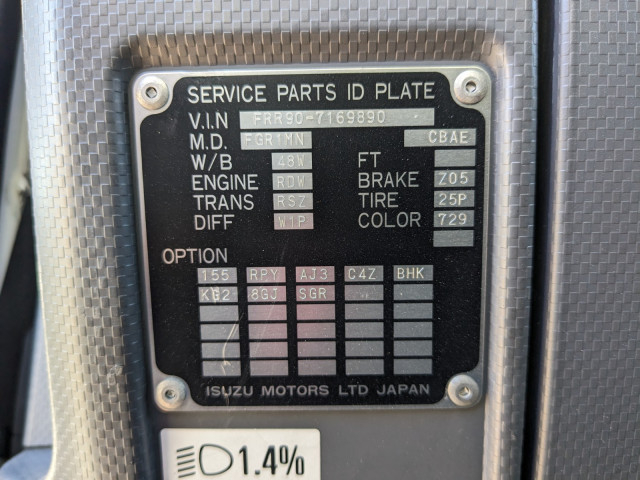 SERVICE PARTS ID PLATE
V.I.N FRR90-7169890
M.D. FGR1MN CBAE
W/B 48W FT
ENGINE RDW BRAKE Z05
TRANS RSZ TIRE 25P
DIFF W1P COLOR 729
OPTION
155 RPY AJ3 C4Z BHK
KG2 8GJ SGR
ISUZU MOTORS LTD JAPAN
1.4%